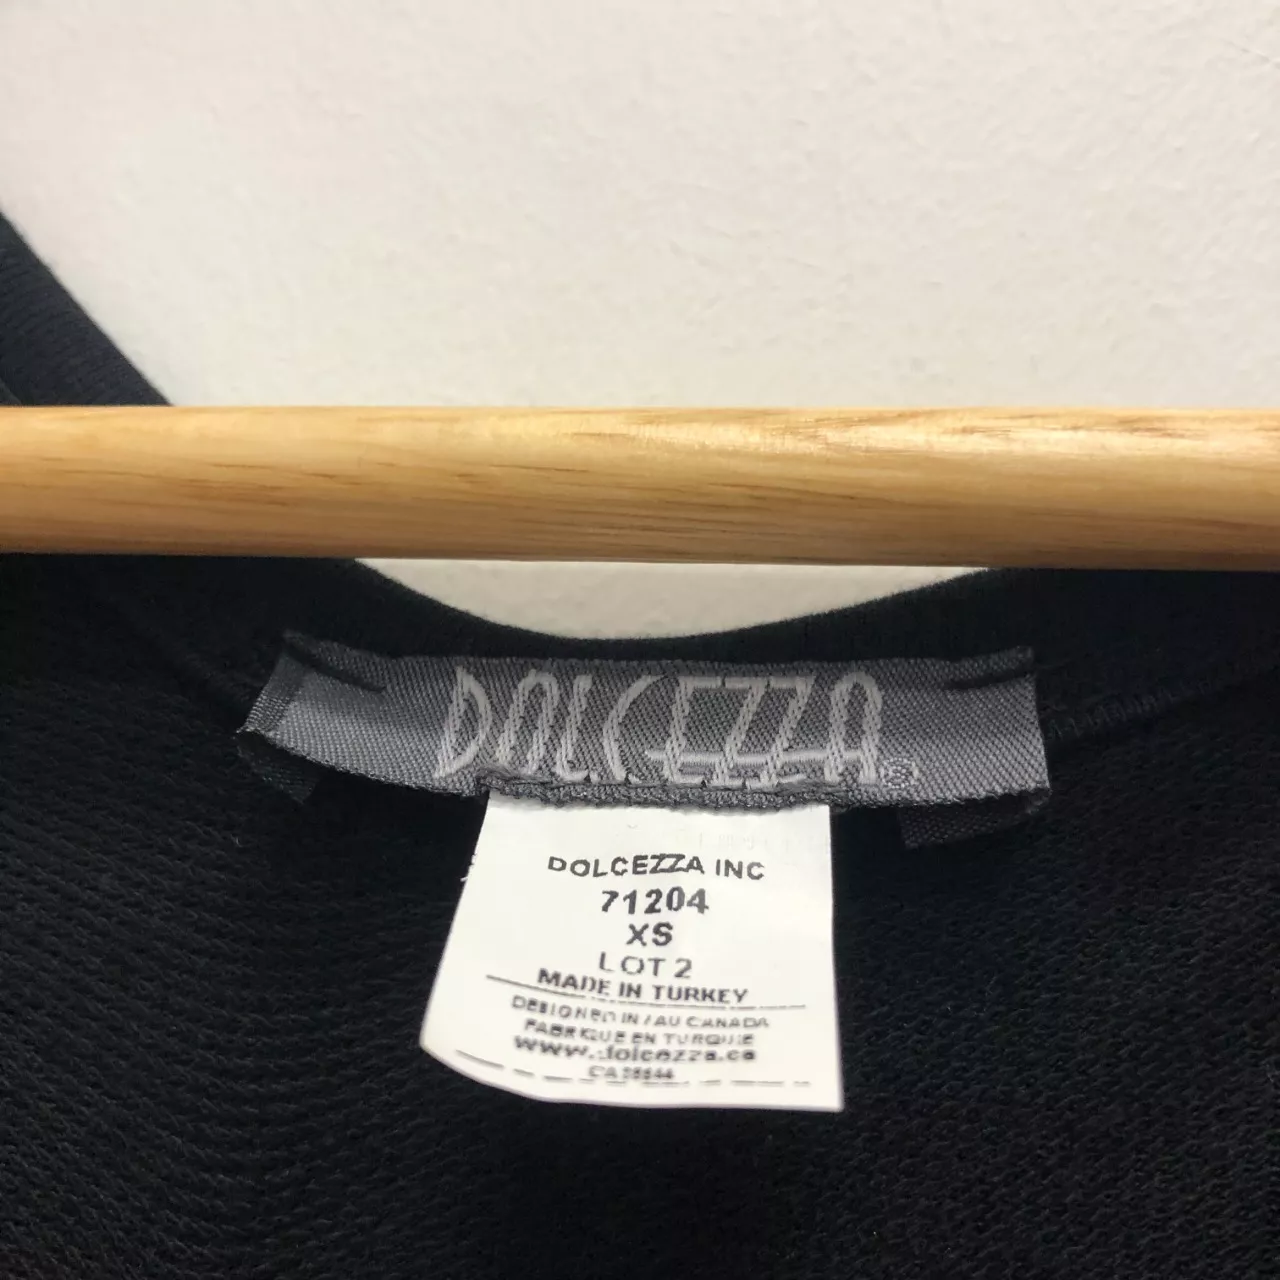 DOLCEZZA ®
DOLCEZZA INC
71204
XS
LOT 2
MADE IN TURKEY
DESIGNED IN / AU CANADA
FABRIQUE EN TURQUIE
www.dolcezza.ca